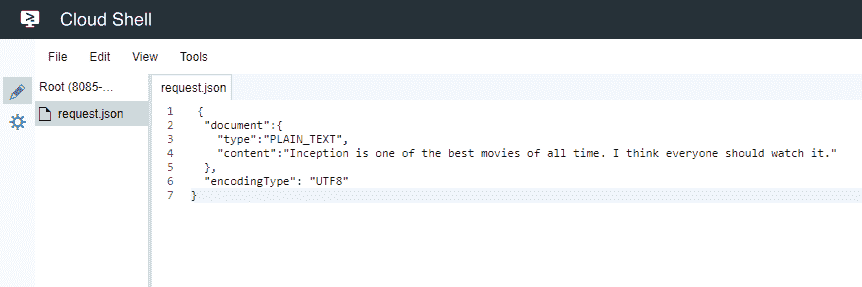 Cloud Shell
File Edit View Tools
Root (8085-...
request.json
request.json
1 {
2 "document":{
3 "type":"PLAIN_TEXT",
4 "content":"Inception is one of the best movies of all time. I think everyone should watch it."
5 },
6 "encodingType": "UTF8"
7 }